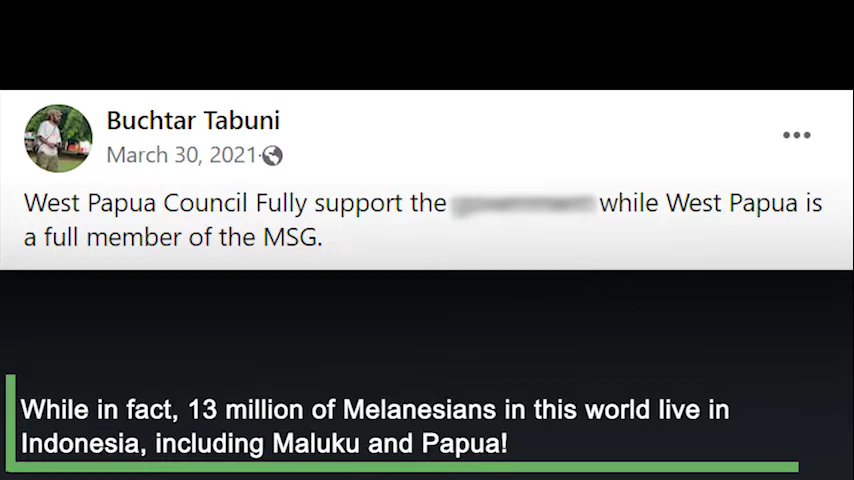 Buchtar Tabuni
March 30, 2021·
West Papua Council Fully support the while West Papua is
a full member of the MSG.
While in fact, 13 million of Melanesians in this world live in
Indonesia, including Maluku and Papua!